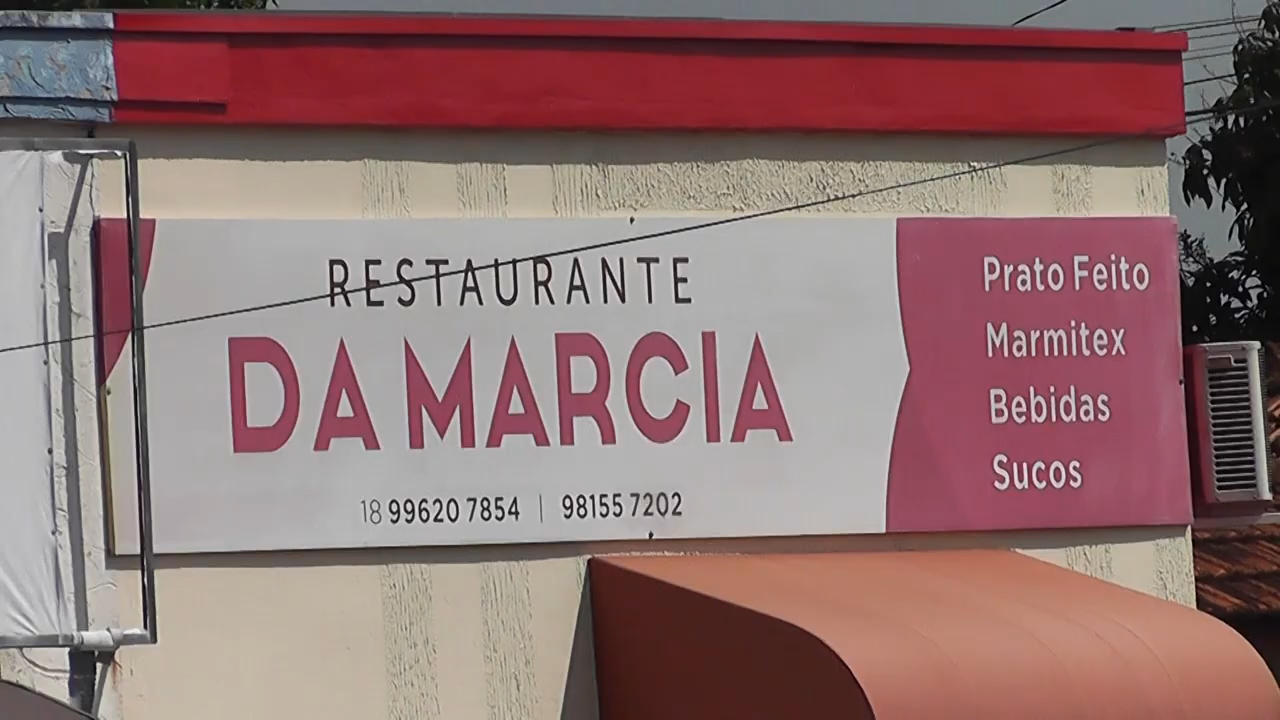 RESTAURANTE
DA MARCIA
18 99620 7854 | 98155 7202
Prato Feito
Marmitex
Bebidas
Sucos